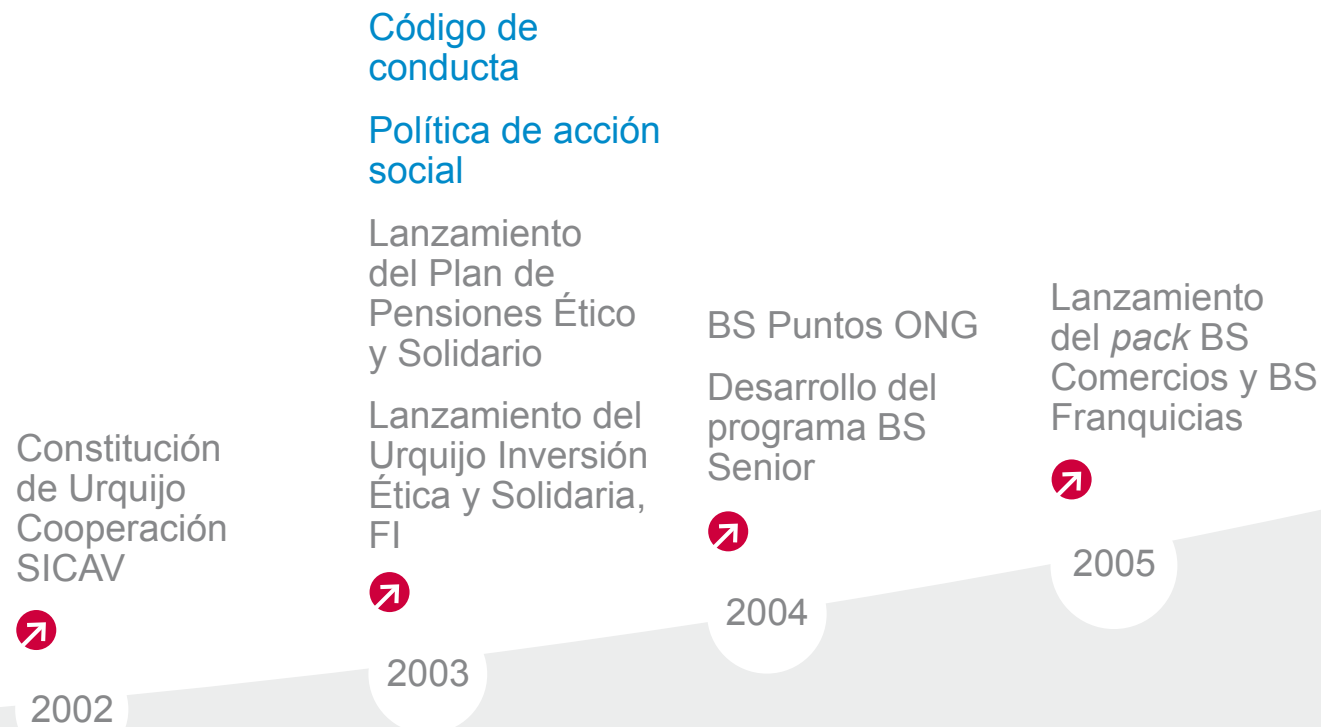 Constitución
de Urquijo
Cooperación
SICAV
2002
Código de
conducta
Política de acción
social
Lanzamiento
del Plan de
Pensiones Ético
y Solidario
Lanzamiento del
Urquijo Inversión
Ética y Solidaria,
FI
2003
BS Puntos ONG
Desarrollo del
programa BS
Senior
2004
Lanzamiento
del pack BS
Comercios y BS
Franquicias
2005